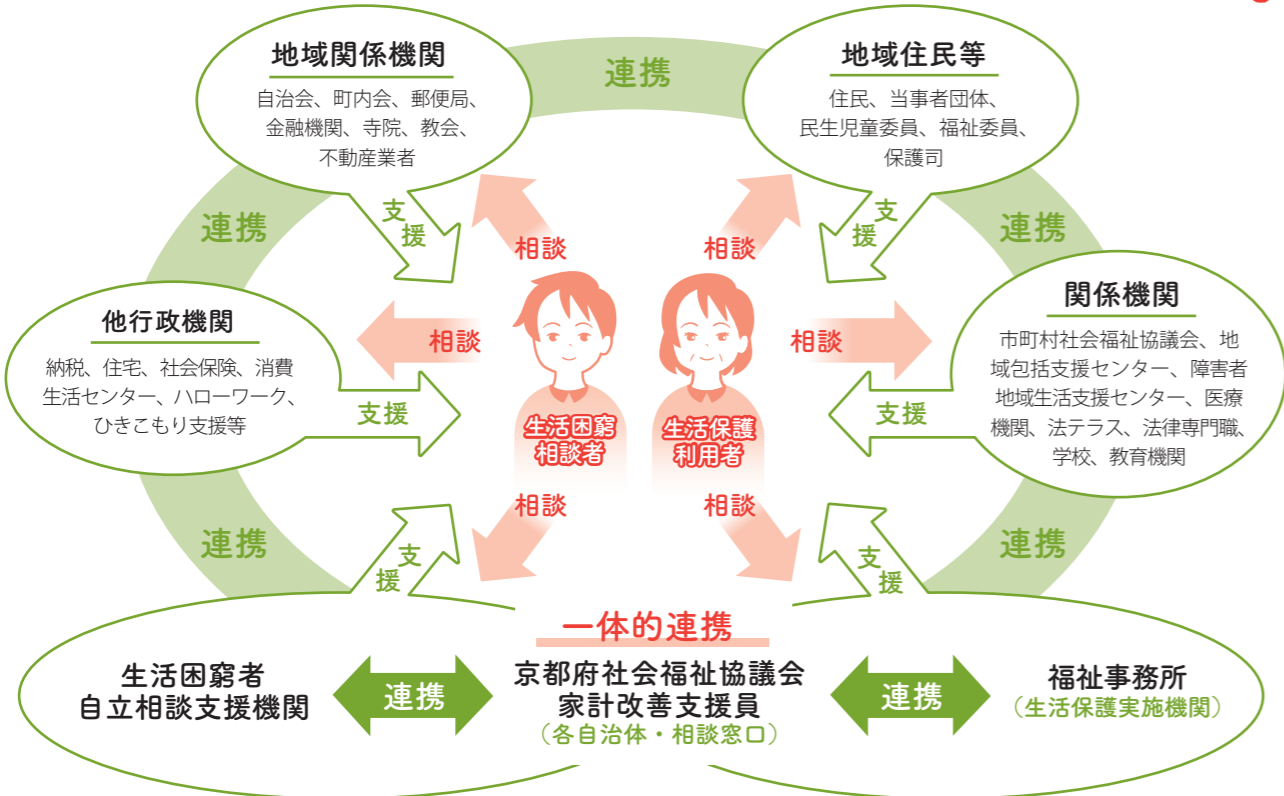 地域関係機関
自治会、町内会、郵便局、
金融機関、寺院、教会、
不動産業者
連携
地域住民等
住民、当事者団体、
民生児童委員、福祉委員、
保護司
連携
支援
相談
相談
支援
連携
他行政機関
納税、住宅、社会保険、消費
生活センター、ハローワーク、
ひきこもり支援等
相談
支援
生活困窮
相談者
生活保護
利用者
相談
支援
関係機関
市町村社会福祉協議会、地
域包括支援センター、障害者
地域生活支援センター、医療
機関、法テラス、法律専門職、
学校、教育機関
連携
支援
相談
相談
支援
連携
一体的連携
生活困窮者
自立相談支援機関
連携
京都府社会福祉協議会
家計改善支援員
（各自治体・相談窓口）
連携
福祉事務所
（生活保護実施機関）